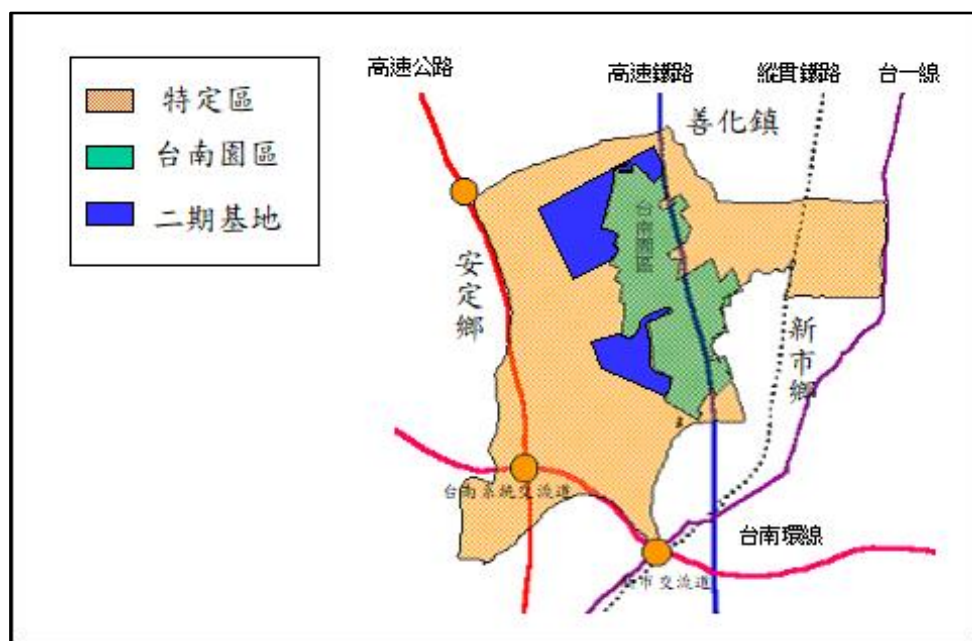 高速公路
高速鐵路
縱貫鐵路
台一線
特定區
台南園區
二期基地
善化鎮
台南園區
安定鄉
新市鄉
台南系統交流道
台南環線
新市交流道